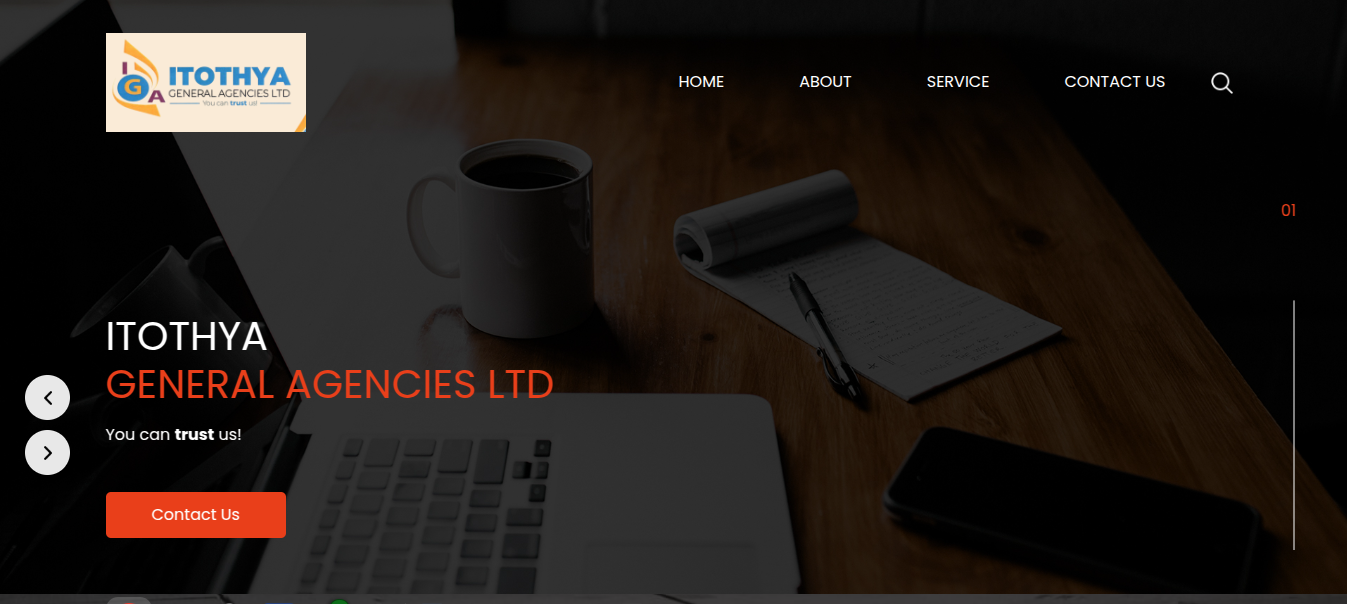 IGA
ITOTHYA
GENERAL AGENCIES LTD
You can trust us!
HOME
ABOUT
SERVICE
CONTACT US
01
ITOTHYA
GENERAL AGENCIES LTD
You can trust us!
Contact Us